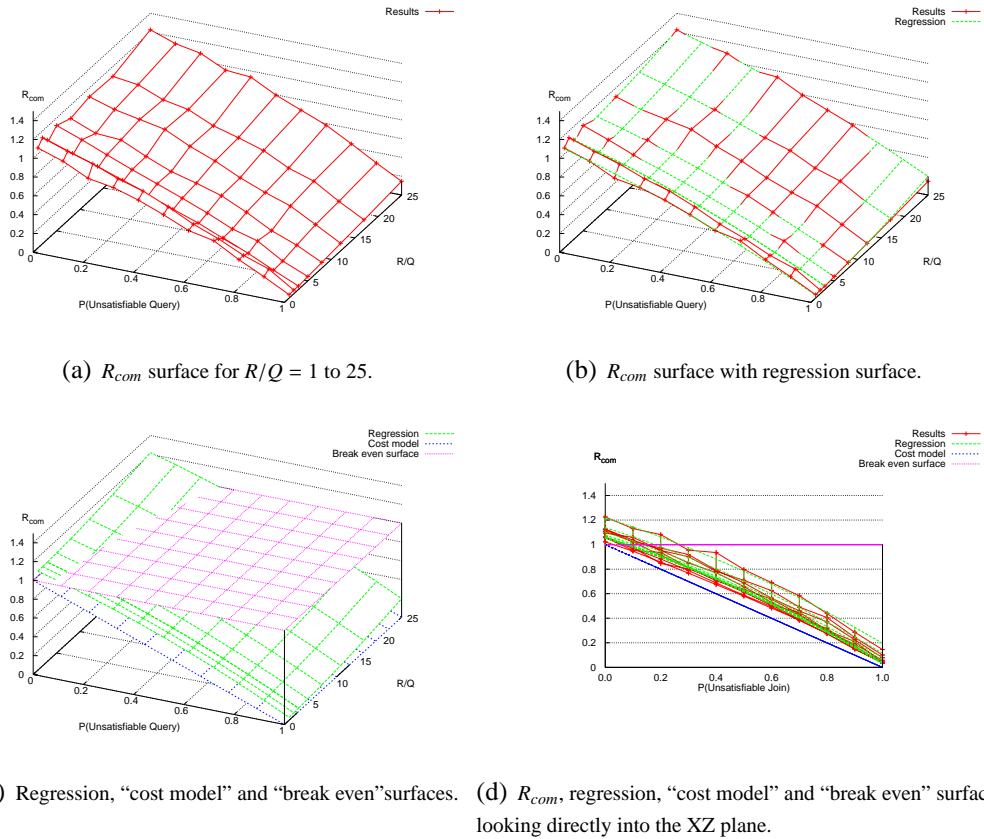 Results
R_com
1.4
1.2
1
0.8
0.6
0.4
0.2
0
0
0.2
0.4
0.6
0.8
1
P(Unsatisfiable Query)
0
5
10
15
20
25
R/Q
(a) R_com surface for R/Q = 1 to 25.
Results
Regression
R_com
1.4
1.2
1
0.8
0.6
0.4
0.2
0
0
0.2
0.4
0.6
0.8
1
P(Unsatisfiable Query)
0
5
10
15
20
25
R/Q
(b) R_com surface with regression surface.
Regression
Cost model
Break even surface
R_com
1.4
1.2
1
0.8
0.6
0.4
0.2
0
0
0.2
0.4
0.6
0.8
1
P(Unsatisfiable Query)
0
5
10
15
20
25
R/Q
) Regression, “cost model” and “break even”surfaces.
Results
Regression
Cost model
Break even surface
R_com
1.4
1.2
1
0.8
0.6
0.4
0.2
0
0.0
0.2
0.4
0.6
0.8
1.0
P(Unsatisfiable Join)
(d) R_com, regression, “cost model” and “break even” surfac
looking directly into the XZ plane.